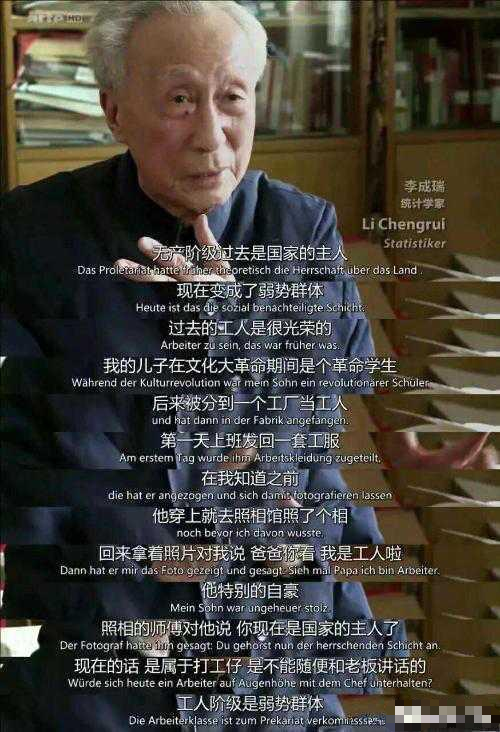 arte HD
李成瑞
统计学家
Li Chengrui
Statistiker
无产阶级过去是国家的主人
Das Proletariat hatte früher theoretisch die Herrschaft über das Land .
现在变成了弱势群体
Heute ist das die sozial benachteiligte Schicht.
过去的工人是很光荣的
Arbeiter zu sein, das war früher was.
我的儿子在文化大革命期间是个革命学生
Während der Kulturrevolution war mein Sohn ein revolutionärer Schüler
后来被分到一个工厂当工人
und hat dann in der Fabrik angefangen.
第一天上班发回一套工服
Am erstem Tag wurde ihm Arbeitskleidung zugeteilt,
在我知道之前
die hat er angezogen und sich damit fotografieren lassen
他穿上就去照相馆照了个相
noch bevor ich davon wusste.
回来拿着照片对我说 爸爸你看 我是工人啦
Dann hat er mir das Foto gezeigt und gesagt: Sieh mal Papa ich bin Arbeiter.
他特别的自豪
Mein Sohn war ungeheuer stolz.
照相的师傅对他说 你现在是国家的主人了
Der Fotograf hatte ihm gesagt: Du gehörst nun der herrschenden Schicht an.
现在的话 是属于打工仔 是不能随便和老板讲话的
Würde sich heute ein Arbeiter auf Augenhöhe mit dem Chef unterhalten?
工人阶级是弱势群体
Die Arbeiterklasse ist zum Prekariat verkommen